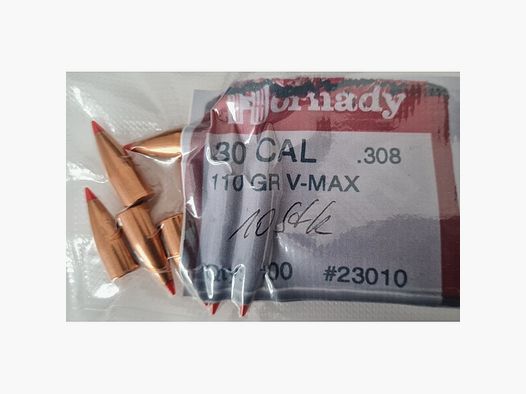 Hornady
.30 CAL .308
110 GR V-MAX
10 Stk
#23010